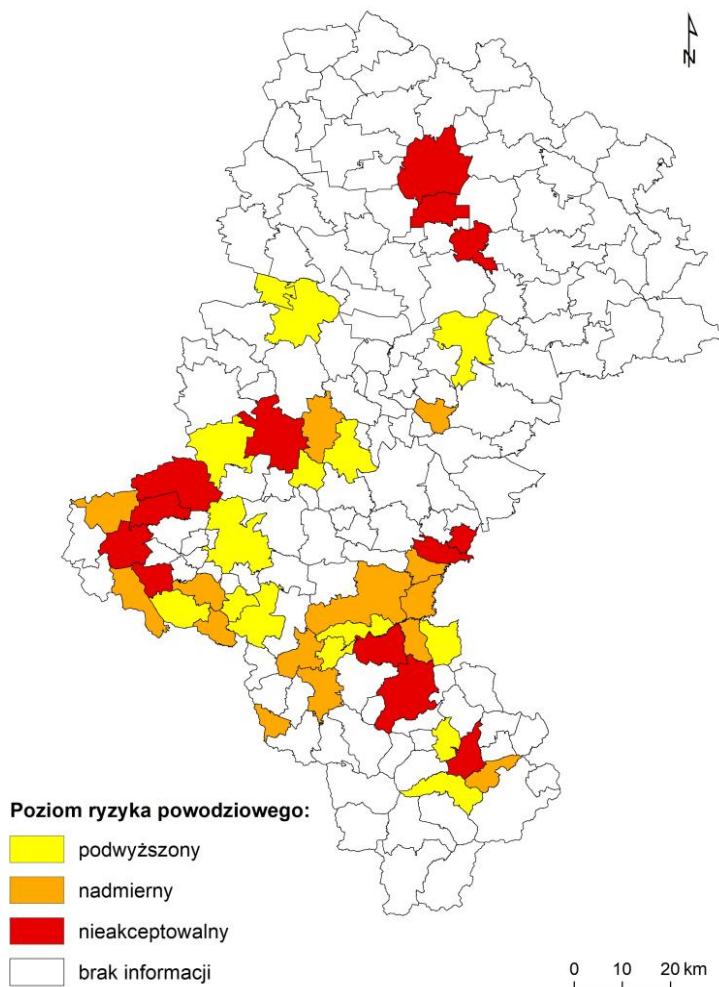 N
Poziom ryzyka powodziowego:
podwyższony
nadmierny
nieakceptowalny
brak informacji
0 10 20 km